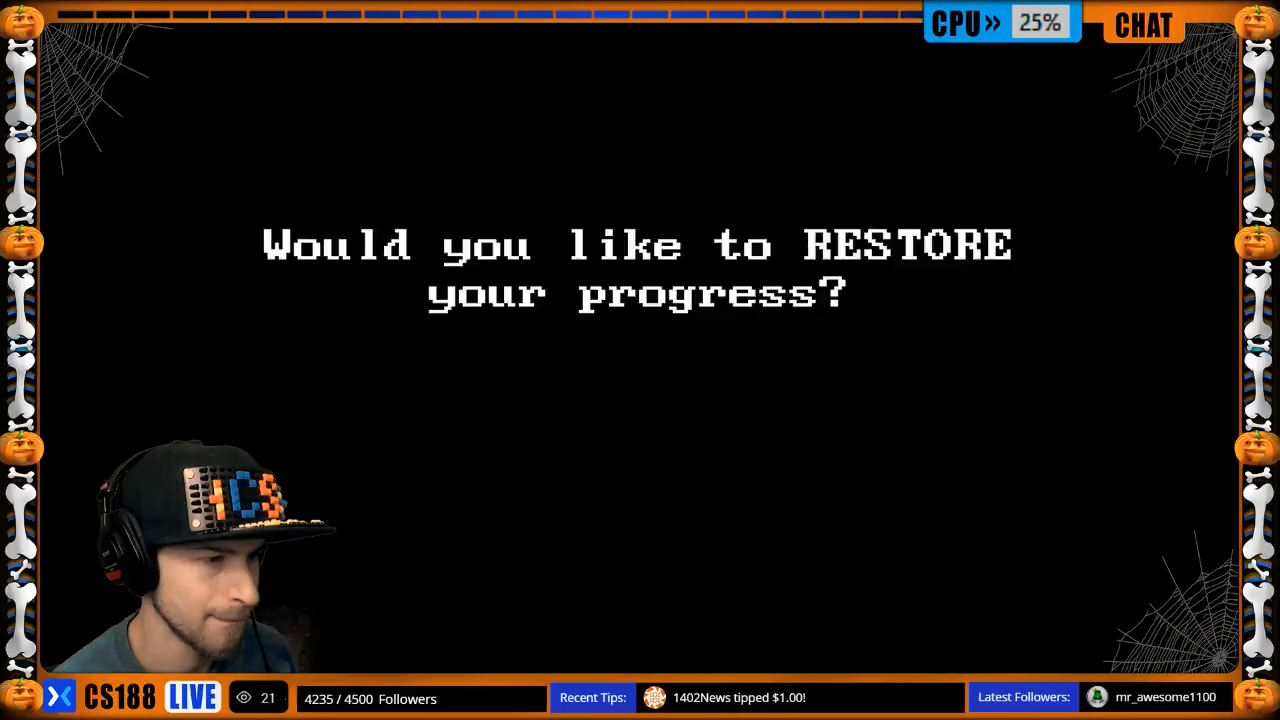 CPU»
25%
CHAT
Would you like to RESTORE
your progress?
CS
CS188 LIVE
21
4235 / 4500 Followers
Recent Tips:
1402News tipped $1.00!
Latest Followers:
mr_awesome1100